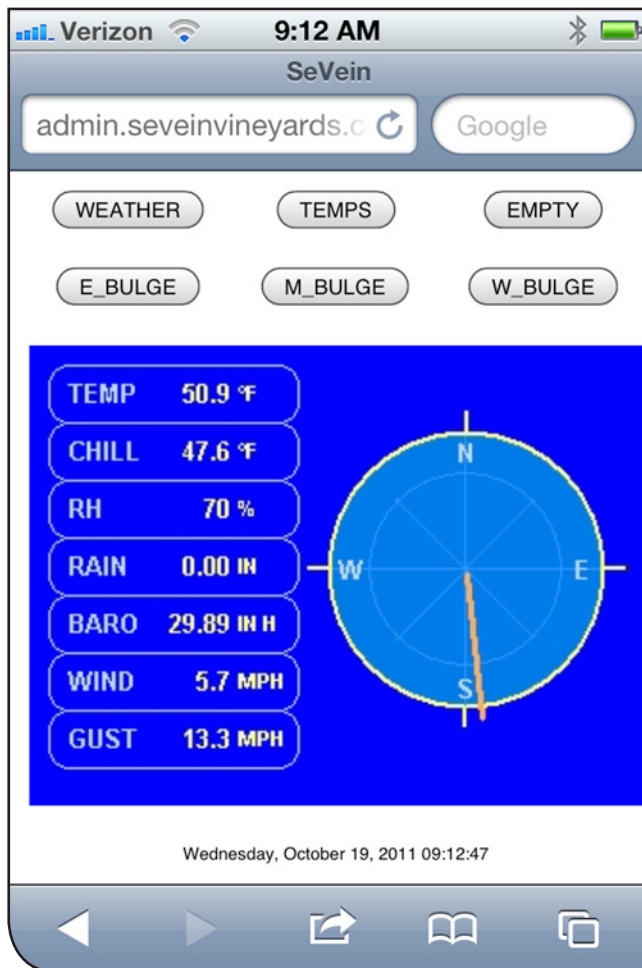 Verizon 9:12 AM
SeVein
admin.seveinvineyards.c Google
WEATHER TEMPS EMPTY
E_BULGE M_BULGE W_BULGE
TEMP 50.9 °F
CHILL 47.6 °F
RH 70 %
RAIN 0.00 IN
BARO 29.89 IN H
WIND 5.7 MPH
GUST 13.3 MPH
N
W E
S
Wednesday, October 19, 2011 09:12:47